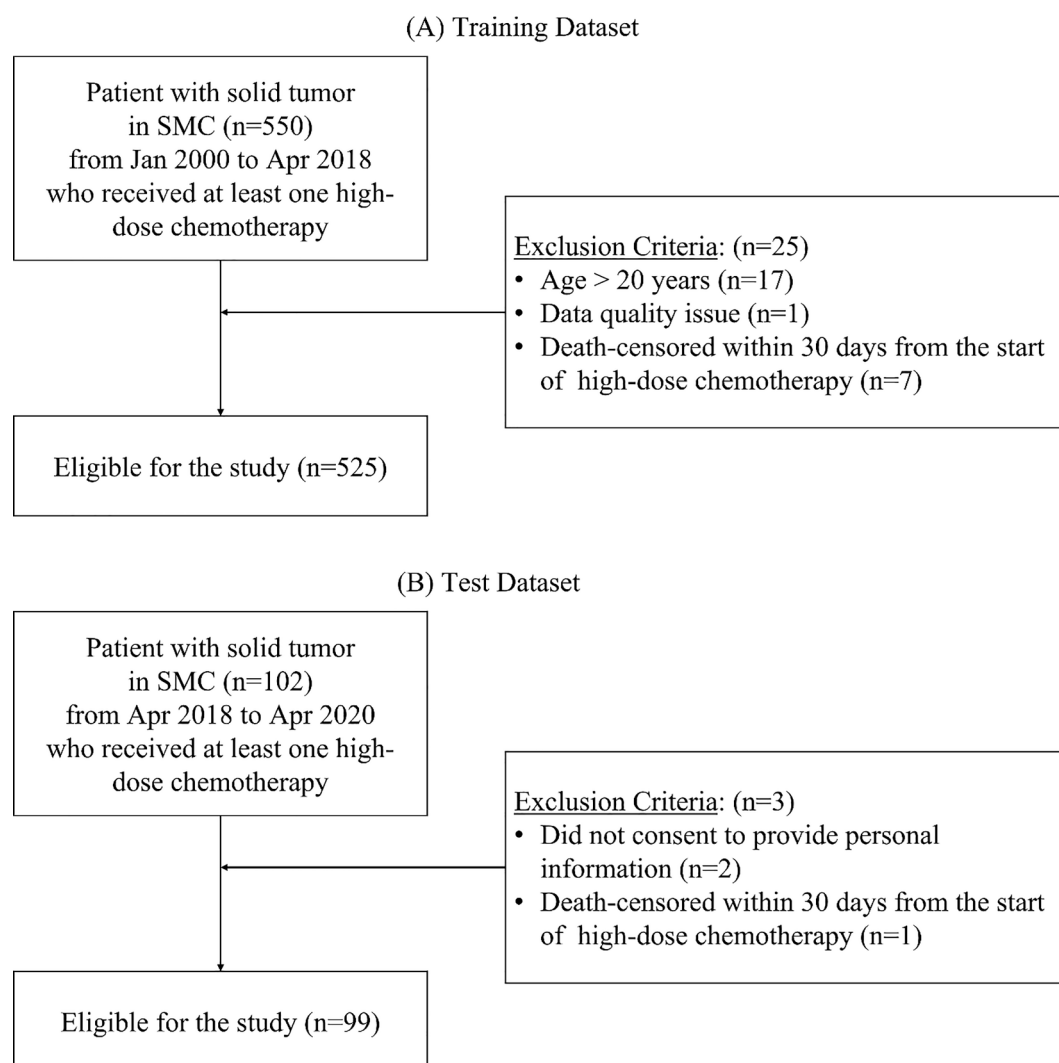 (A) Training Dataset
Patient with solid tumor
in SMC (n=550)
from Jan 2000 to Apr 2018
who received at least one high-
dose chemotherapy
Exclusion Criteria: (n=25)
• Age > 20 years (n=17)
• Data quality issue (n=1)
• Death-censored within 30 days from the start
of high-dose chemotherapy (n=7)
Eligible for the study (n=525)
(B) Test Dataset
Patient with solid tumor
in SMC (n=102)
from Apr 2018 to Apr 2020
who received at least one high-
dose chemotherapy
Exclusion Criteria: (n=3)
• Did not consent to provide personal
information (n=2)
• Death-censored within 30 days from the start
of high-dose chemotherapy (n=1)
Eligible for the study (n=99)